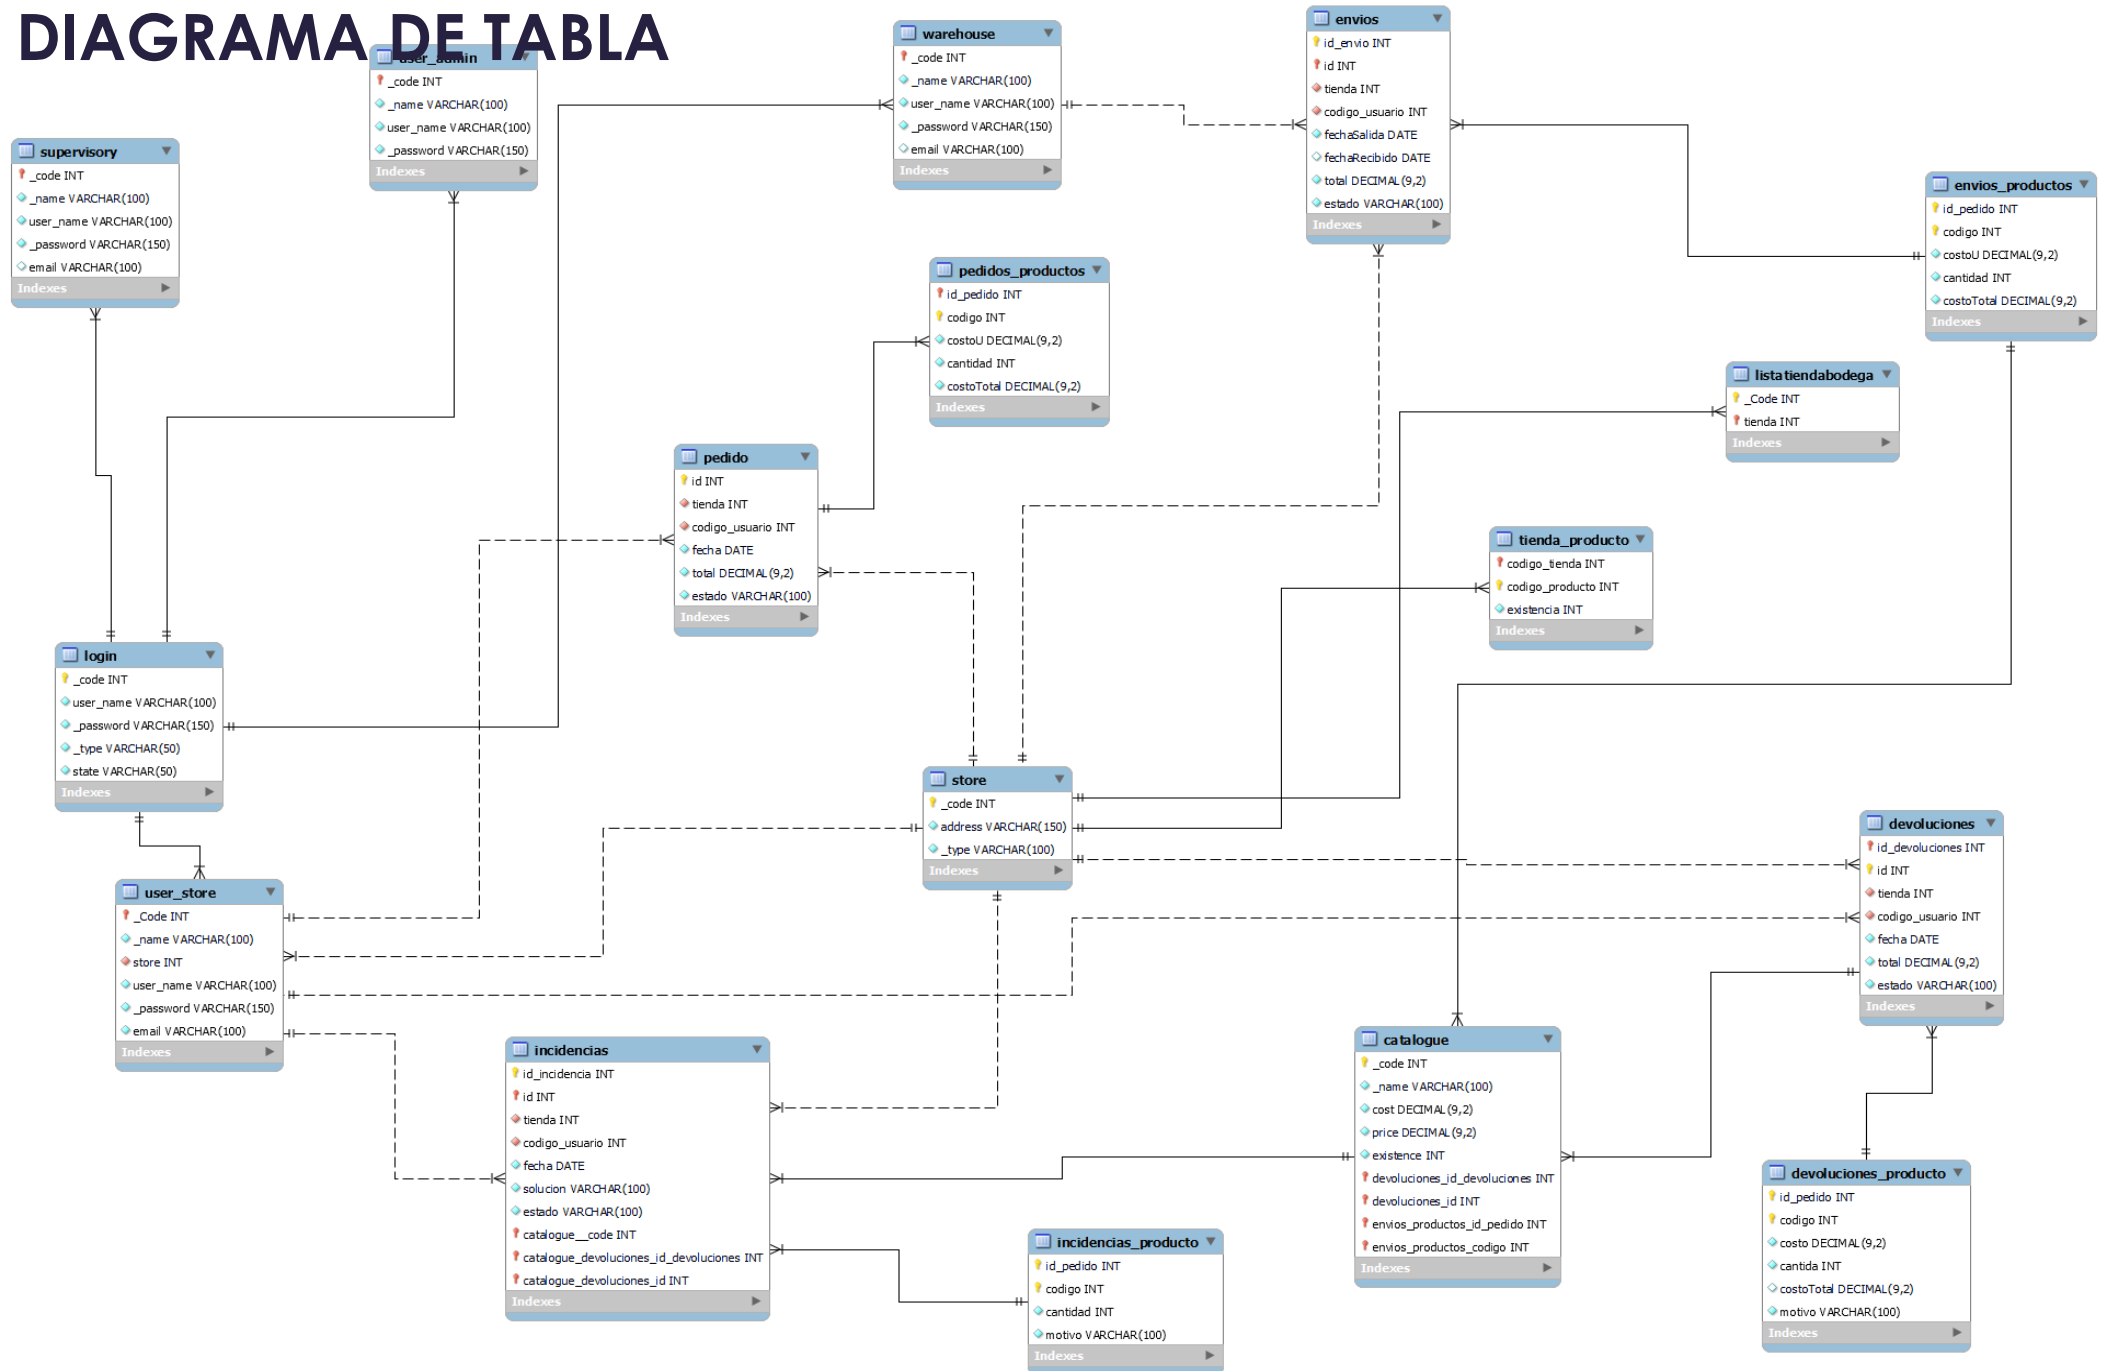 DIAGRAMA DE TABLA
user_admin
_code INT
_name VARCHAR(100)
user_name VARCHAR(100)
_password VARCHAR(150)
Indexes
warehouse
_code INT
_name VARCHAR(100)
user_name VARCHAR(100)
_password VARCHAR(150)
email VARCHAR(100)
Indexes
envios
id_envio INT
id INT
tienda INT
codigo_usuario INT
fechaSalida DATE
fechaRecibido DATE
total DECIMAL(9,2)
estado VARCHAR(100)
Indexes
supervisory
_code INT
_name VARCHAR(100)
user_name VARCHAR(100)
_password VARCHAR(150)
email VARCHAR(100)
Indexes
envios_productos
id_pedido INT
codigo INT
costoU DECIMAL(9,2)
cantidad INT
costoTotal DECIMAL(9,2)
Indexes
pedidos_productos
id_pedido INT
codigo INT
costoU DECIMAL(9,2)
cantidad INT
costoTotal DECIMAL(9,2)
Indexes
listatiendabodega
_Code INT
tienda INT
Indexes
pedido
id INT
tienda INT
codigo_usuario INT
fecha DATE
total DECIMAL(9,2)
estado VARCHAR(100)
Indexes
tienda_producto
codigo_tienda INT
codigo_producto INT
existencia INT
Indexes
login
_code INT
user_name VARCHAR(100)
_password VARCHAR(150)
_type VARCHAR(50)
state VARCHAR(50)
Indexes
store
_code INT
address VARCHAR(150)
_type VARCHAR(100)
Indexes
devoluciones
id_devoluciones INT
id INT
tienda INT
codigo_usuario INT
fecha DATE
total DECIMAL(9,2)
estado VARCHAR(100)
Indexes
user_store
_Code INT
_name VARCHAR(100)
store INT
user_name VARCHAR(100)
_password VARCHAR(150)
email VARCHAR(100)
Indexes
incidencias
id_incidencia INT
id INT
tienda INT
codigo_usuario INT
fecha DATE
solucion VARCHAR(100)
estado VARCHAR(100)
catalogue__code INT
catalogue_devoluciones_id_devoluciones INT
catalogue_devoluciones_id INT
Indexes
catalogue
_code INT
_name VARCHAR(100)
cost DECIMAL(9,2)
price DECIMAL(9,2)
existence INT
devoluciones_id_devoluciones INT
devoluciones_id INT
envios_productos_id_pedido INT
envios_productos_codigo INT
Indexes
devoluciones_producto
id_pedido INT
codigo INT
costo DECIMAL(9,2)
cantida INT
costoTotal DECIMAL(9,2)
motivo VARCHAR(100)
Indexes
incidencias_producto
id_pedido INT
codigo INT
cantidad INT
motivo VARCHAR(100)
Indexes